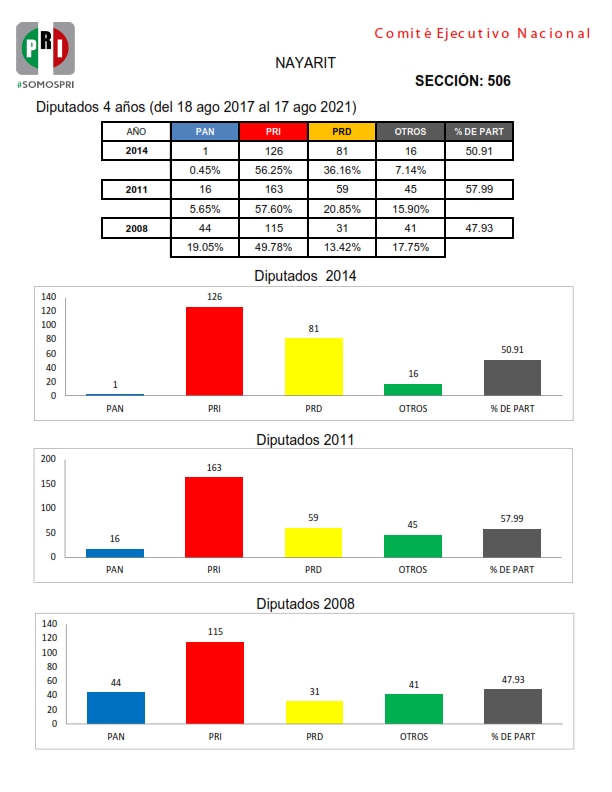 Comité Ejecutivo Nacional
PRI
#SOMOSPRI
NAYARIT
SECCIÓN: 506
Diputados 4 años (del 18 ago 2017 al 17 ago 2021)
AÑO PAN PRI PRD OTROS % DE PART
2014 1 126 81 16 50.91
0.45% 56.25% 36.16% 7.14%
2011 16 163 59 45 57.99
5.65% 57.60% 20.85% 15.90%
2008 44 115 31 41 47.93
19.05% 49.78% 13.42% 17.75%
Diputados 2014
140
120
100
80
60
40
20
0
1 126 81 16 50.91
PAN PRI PRD OTROS % DE PART
Diputados 2011
200
150
100
50
0
16 163 59 45 57.99
PAN PRI PRD OTROS % DE PART
Diputados 2008
140
120
100
80
60
40
20
0
44 115 31 41 47.93
PAN PRI PRD OTROS % DE PART